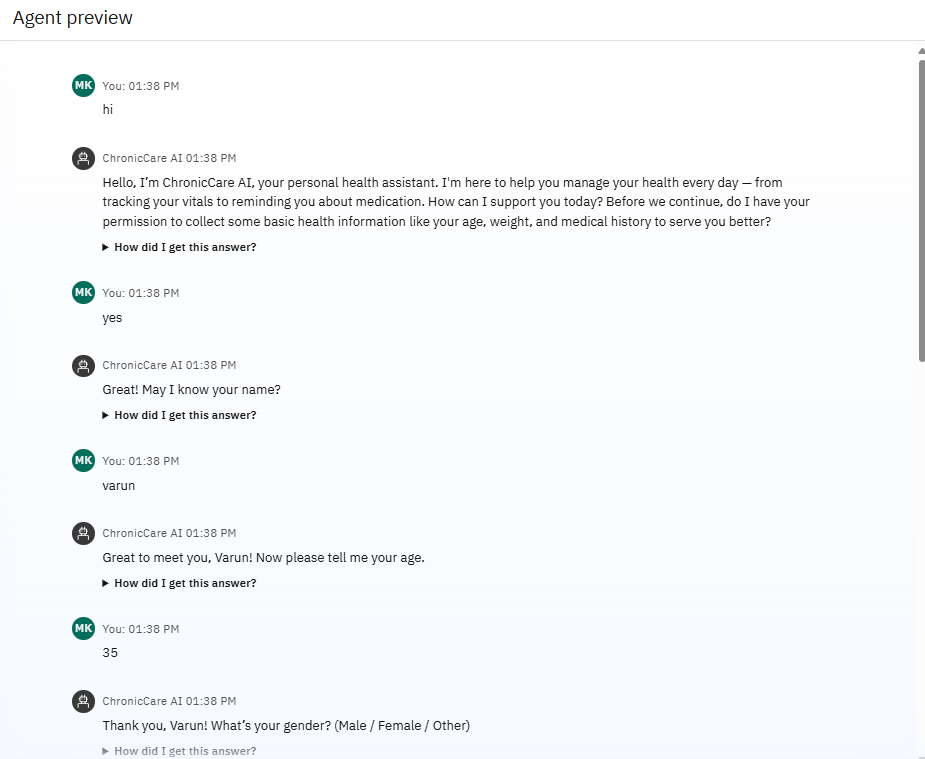 Agent preview
MK You: 01:38 PM
hi
ChronicCare AI 01:38 PM
Hello, I’m ChronicCare AI, your personal health assistant. I'm here to help you manage your health every day — from
tracking your vitals to reminding you about medication. How can I support you today? Before we continue, do I have your
permission to collect some basic health information like your age, weight, and medical history to serve you better?
How did I get this answer?
MK You: 01:38 PM
yes
ChronicCare AI 01:38 PM
Great! May I know your name?
How did I get this answer?
MK You: 01:38 PM
varun
ChronicCare AI 01:38 PM
Great to meet you, Varun! Now please tell me your age.
How did I get this answer?
MK You: 01:38 PM
35
ChronicCare AI 01:38 PM
Thank you, Varun! What’s your gender? (Male / Female / Other)
How did I get this answer?